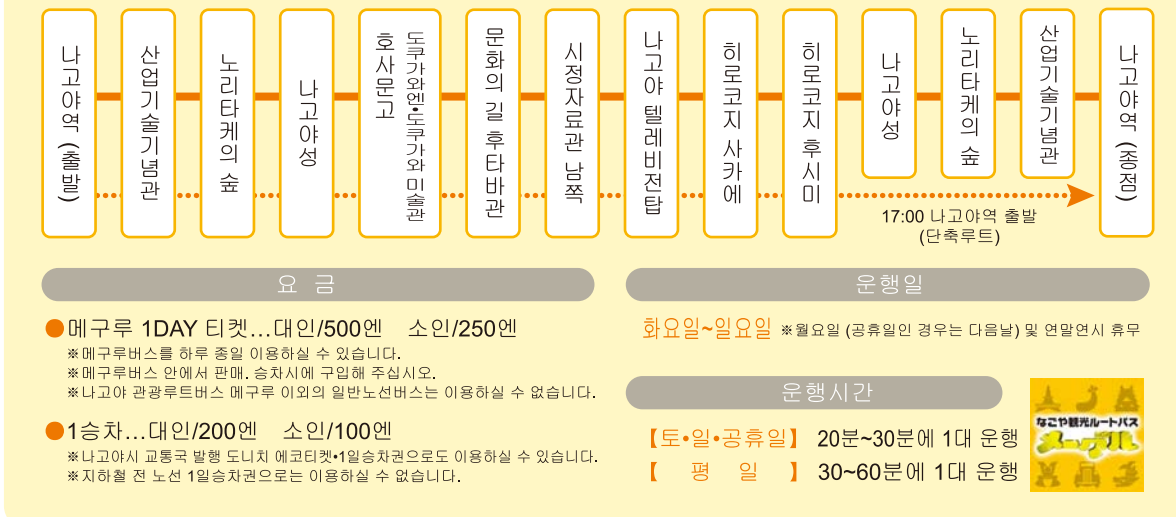 나고야역 (출발)
산업기술기념관
노리타케의 숲
나고야성
도쿠가와엔•도쿠가와미술관
호사문고
문화의 길 후타바관
시정자료관 남쪽
나고야 텔레비전탑
히로코지 사카에
히로코지 후시미
나고야성
노리타케의 숲
산업기술기념관
나고야역 (종점)
17:00 나고야역 출발
(단축루트)
요 금
●메구루 1DAY 티켓…대인/500엔 소인/250엔
※메구루버스를 하루 종일 이용하실 수 있습니다.
※메구루버스 안에서 판매. 승차시에 구입해 주십시오.
※나고야 관광루트버스 메구루 이외의 일반노선버스는 이용하실 수 없습니다.
●1승차…대인/200엔 소인/100엔
※나고야시 교통국 발행 도니치 에코티켓•1일승차권으로도 이용하실 수 있습니다.
※지하철 전 노선 1일승차권으로는 이용하실 수 없습니다.
운행일
화요일~일요일 ※월요일 (공휴일인 경우는 다음날) 및 연말연시 휴무
운행시간
【토•일•공휴일】 20분~30분에 1대 운행
【 평 일 】 30~60분에 1대 운행
なごや観光ルートバス
メーグル